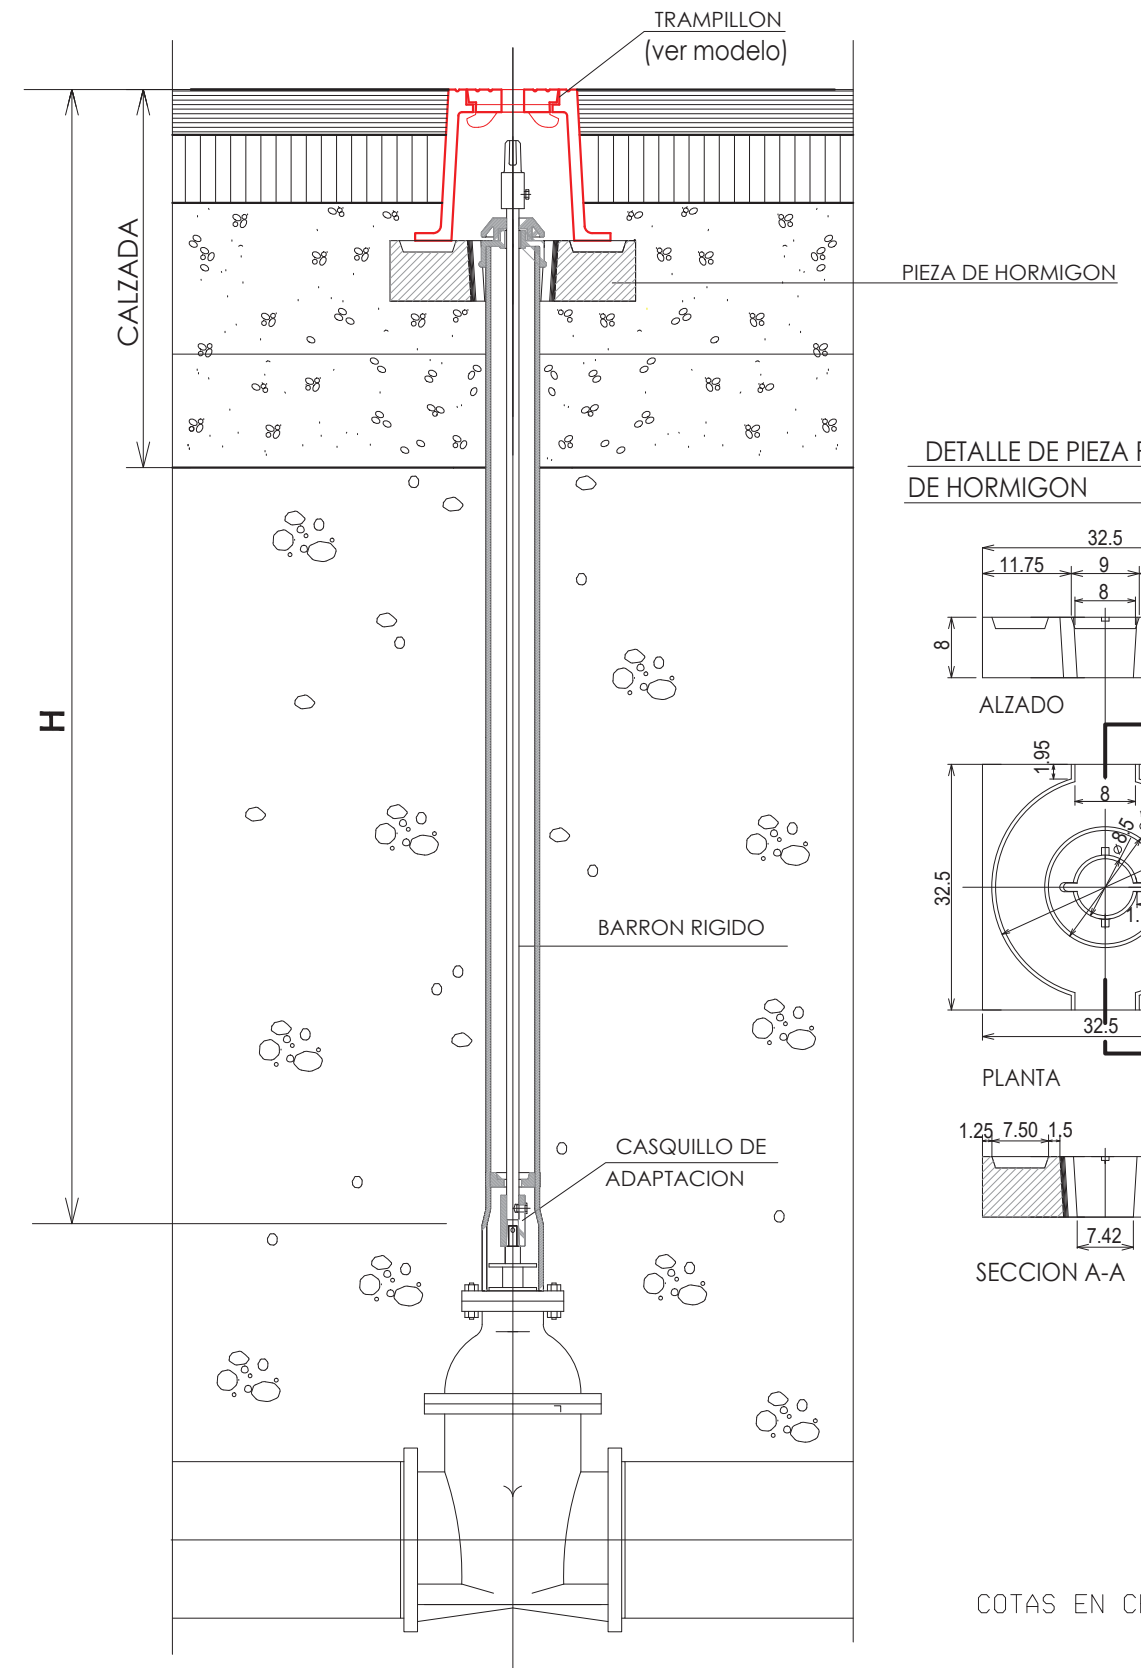 TRAMPILLON
(ver modelo)
CALZADA
PIEZA DE HORMIGON
H
BARRON RIGIDO
CASQUILLO DE
ADAPTACION
DETALLE DE PIEZA
DE HORMIGON
32.5
11.75 9
8
8
ALZADO
1.95
8
ø8.5
32.5
32.5
PLANTA
1.25 7.50 1.5
7.42
SECCION A-A
COTAS EN